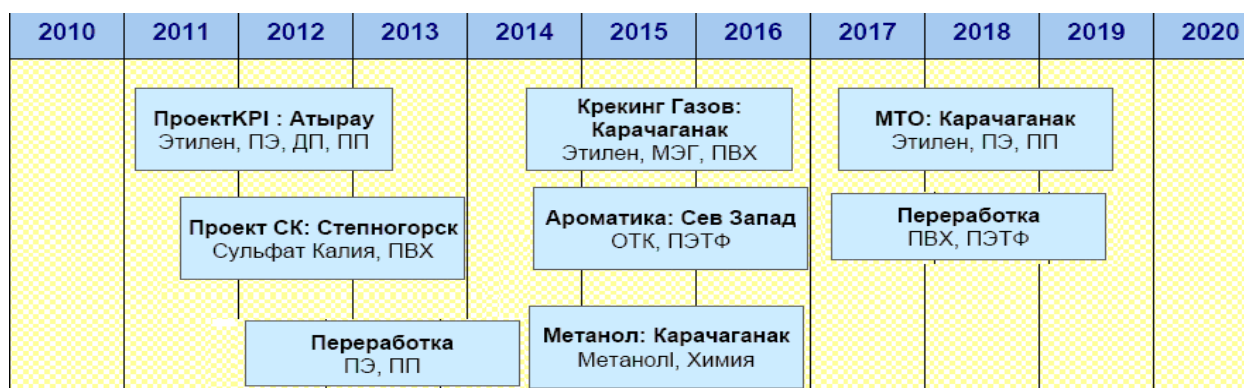 2010 2011 2012 2013 2014 2015 2016 2017 2018 2019 2020
ПроектKPI : Атырау
Этилен, ПЭ, ДП, ПП
Крекинг Газов:
Карачаганак
Этилен, МЭГ, ПВХ
МТО: Карачаганак
Этилен, ПЭ, ПП
Проект СК: Степногорск
Сульфат Калия, ПВХ
Ароматика: Сев Запад
ОТК, ПЭТФ
Переработка
ПВХ, ПЭТФ
Переработка
ПЭ, ПП
Метанол: Карачаганак
Метанолl, Химия